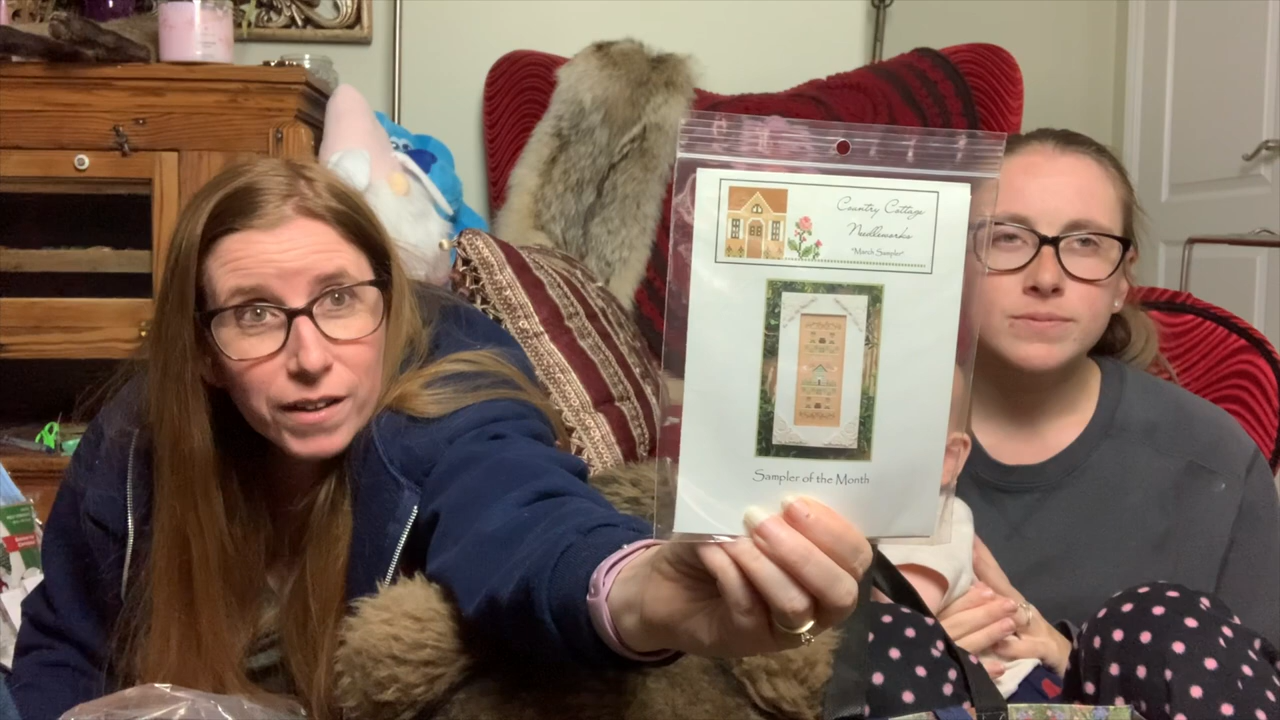 Country Cottage
Needleworks
"March Sampler"
Sampler of the Month